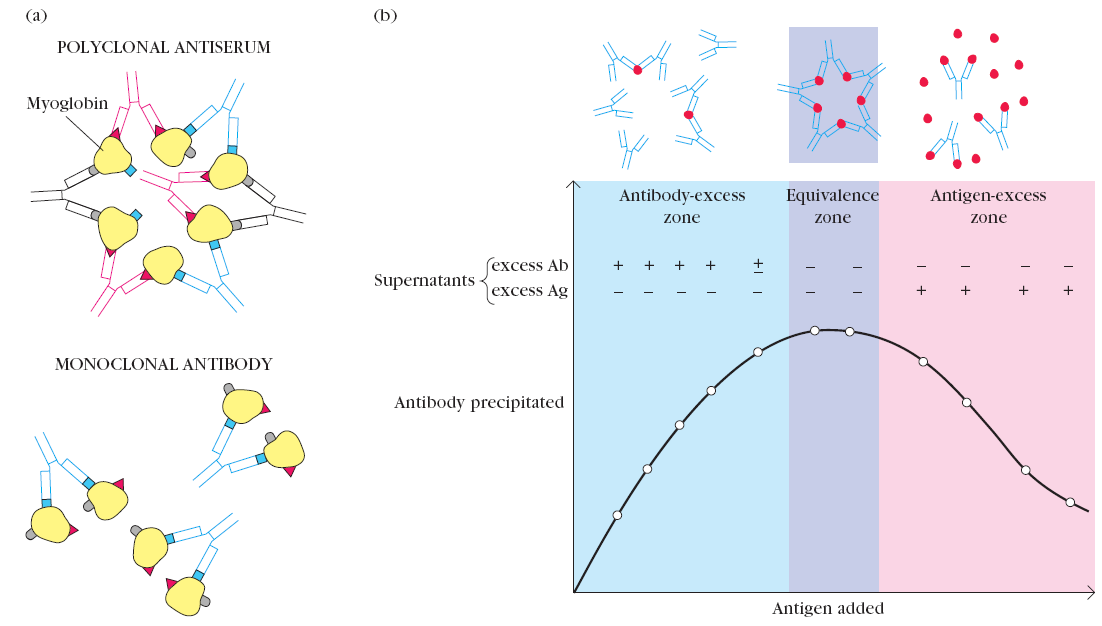 (a)
POLYCLONAL ANTISERUM
Myoglobin
MONOCLONAL ANTIBODY
(b)
Antibody-excess
zone
Equivalence
zone
Antigen-excess
zone
Supernatants
excess Ab + + + + ± – – – – – –
excess Ag – – – – – – – + + + +
Antibody precipitated
Antigen added